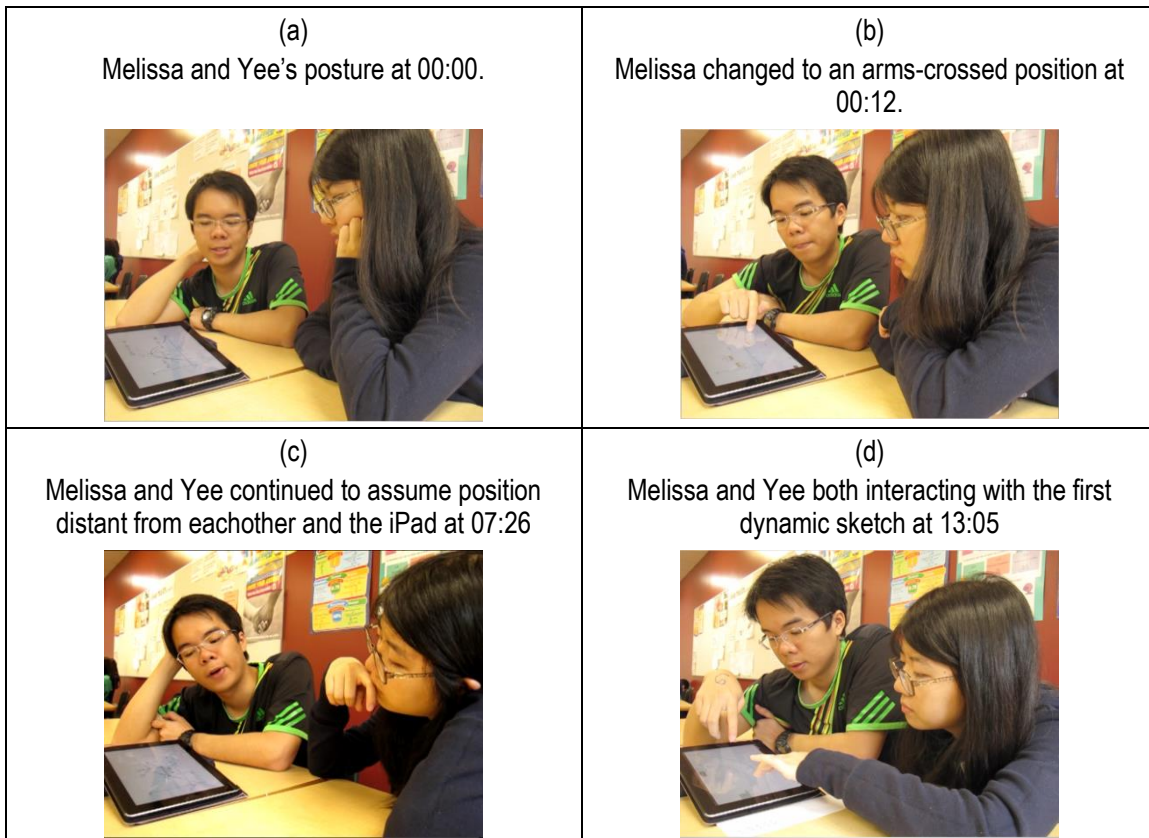 (a)
Melissa and Yee's posture at 00:00.
(b)
Melissa changed to an arms-crossed position at
00:12.
(c)
Melissa and Yee continued to assume position
distant from eachother and the iPad at 07:26
(d)
Melissa and Yee both interacting with the first
dynamic sketch at 13:05
adidas